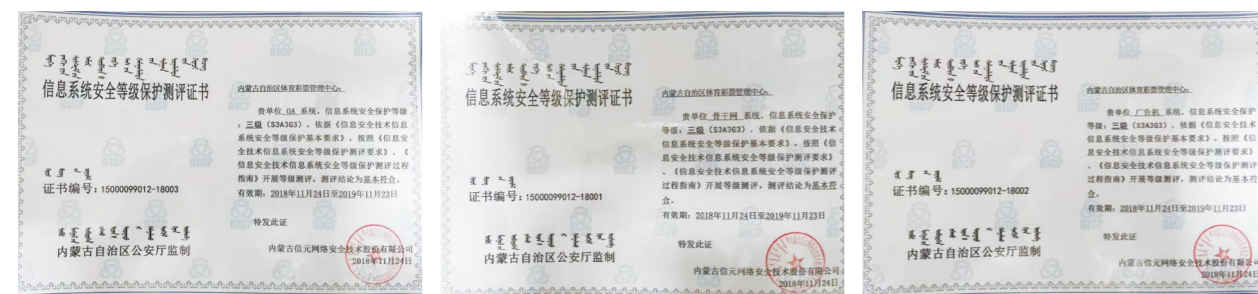 信息系统安全等级保护测评证书
证书编号：15000099012-18003
内蒙古自治区公安厅监制
内蒙古自治区体育彩票管理中心：
贵单位 OA 系统，信息系统安全保护等级
：三级（S3A3G3），依据《信息安全技术信息
系统安全等级保护基本要求》，按照《信息安
全技术信息系统安全等级保护测评要求》、《
信息安全技术信息系统安全等级保护测评过程
指南》开展等级测评，测评结论为基本符合。
有效期：2018年11月24日至2019年11月23日
特发此证
内蒙古信元网络安全技术股份有限公司
2018年11月24日
信息系统安全等级保护测评证书
证书编号：15000099012-18001
内蒙古自治区公安厅监制
内蒙古自治区体育彩票管理中心：
贵单位 骨干网 系统，信息系统安全保护
等级：三级（S3A3G3），依据《信息安全技术
信息系统安全等级保护基本要求》，按照《信
息安全技术信息系统安全等级保护测评要求》
、《信息安全技术信息系统安全等级保护测评
过程指南》开展等级测评，测评结论为基本符
合。
有效期：2018年11月24日至2019年11月23日
特发此证
内蒙古信元网络安全技术股份有限公司
2018年11月24日
信息系统安全等级保护测评证书
证书编号：15000099012-18002
内蒙古自治区公安厅监制
内蒙古自治区体育彩票管理中心：
贵单位 广告机 系统，信息系统安全保护
等级：三级（S3A3G3），依据《信息安全技术
信息系统安全等级保护基本要求》，按照《信
息安全技术信息系统安全等级保护测评要求》
、《信息安全技术信息系统安全等级保护测评
过程指南》开展等级测评，测评结论为基本符
合。
有效期：2018年11月24日至2019年11月23日
特发此证
内蒙古信元网络安全技术股份有限公司
2018年11月24日